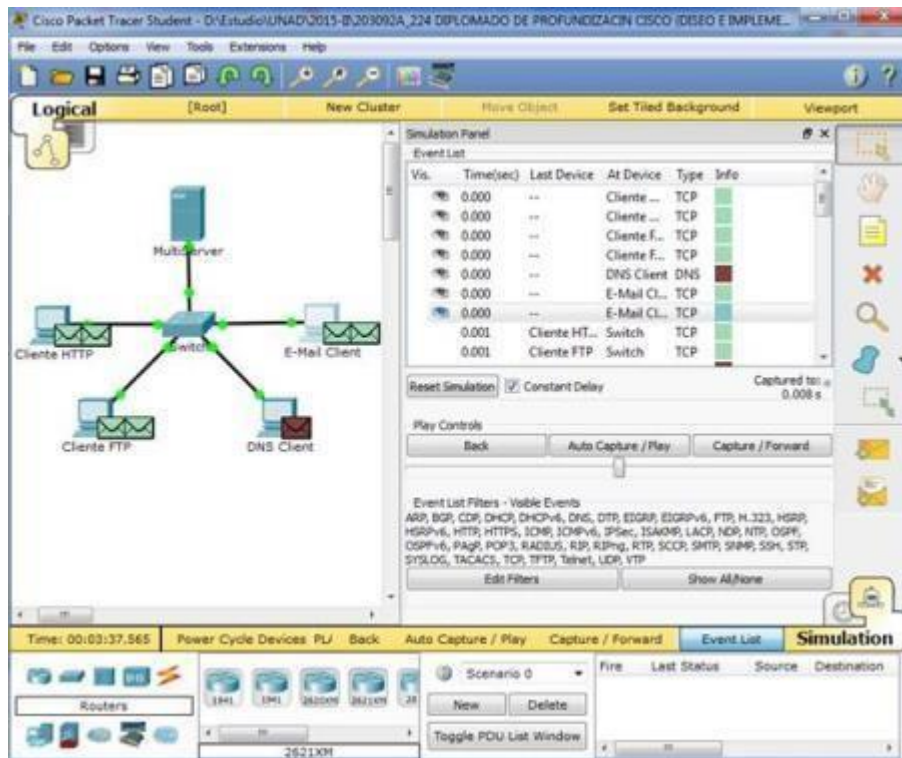 Cisco Packet Tracer Student - D:\Estudio\UNAD\2015-II\203092A_224 DIPLOMADO DE PROFUNDIZACIN CISCO (DISEO E IMPLEME...
File Edit Options View Tools Extensions Help
Logical [Root] New Cluster Move Object Set Tiled Background Viewport
Simulation Panel
Event List
Vis. Time(sec) Last Device At Device Type Info
0.000 -- Cliente ... TCP
0.000 -- Cliente ... TCP
0.000 -- Cliente F... TCP
0.000 -- Cliente F... TCP
0.000 -- DNS Client DNS
0.000 -- E-Mail Cl... TCP
0.000 -- E-Mail Cl... TCP
0.001 Cliente HT... Switch TCP
0.001 Cliente FTP Switch TCP
MultiServer
Switch
Cliente HTTP
E-Mail Client
Cliente FTP
DNS Client
Reset Simulation Constant Delay Captured to:
0.008 s
Play Controls
Back Auto Capture / Play Capture / Forward
Event List Filters - Visible Events
ARP, BGP, CDP, DHCP, DHCPv6, DNS, DTP, EIGRP, EIGRPv6, FTP, H.323, HSRP,
HSRPv6, HTTP, HTTPS, ICMP, ICMPv6, IPSec, ISAKMP, LACP, NDP, NTP, OSPF,
OSPFv6, PAgP, POP3, RADIUS, RIP, RIPng, RTP, SCCP, SMTP, SNMP, SSH, STP,
SYSLOG, TACACS, TCP, TFTP, Telnet, UDP, VTP
Edit Filters Show All/None
Time: 00:03:37.565 Power Cycle Devices Back Auto Capture / Play Capture / Forward Event List Simulation
Routers
1941 1941 2620XM 2621XM 28
2621XM
Scenario 0
New Delete
Toggle PDU List Window
Fire Last Status Source Destination